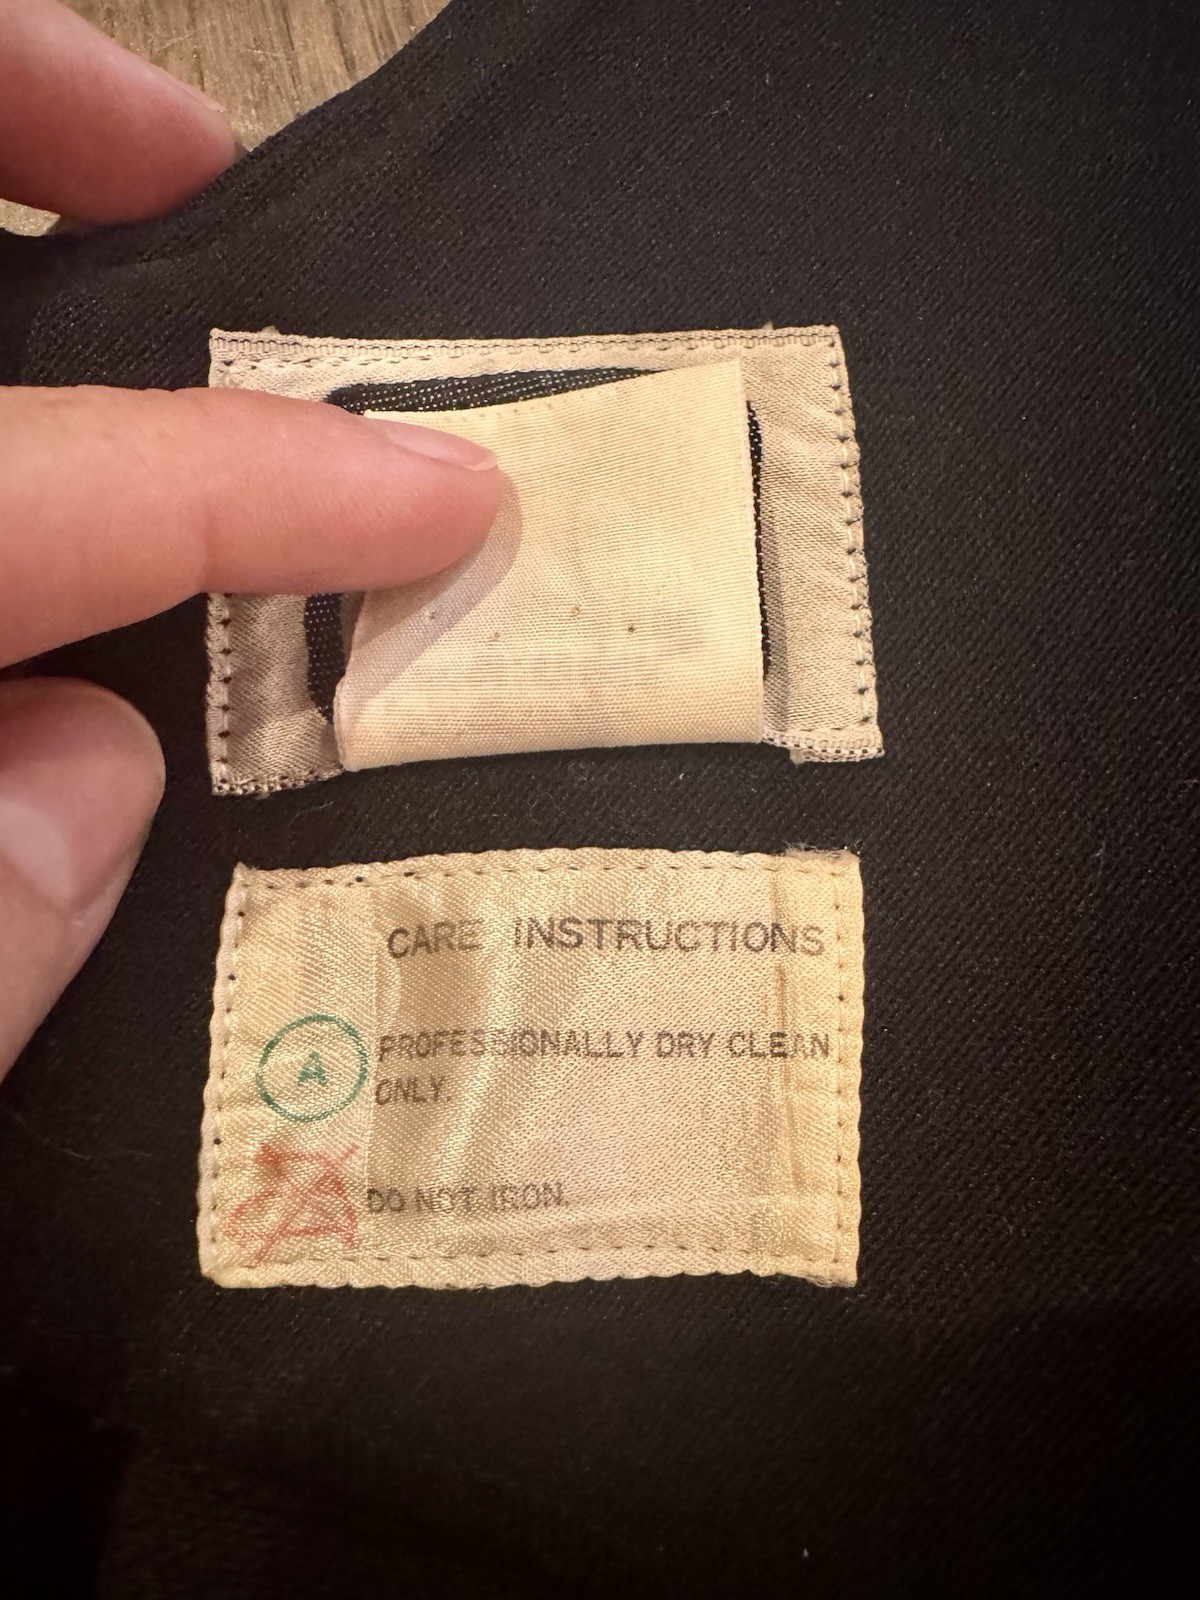 CARE INSTRUCTIONS
A PROFESSIONALLY DRY CLEAN
ONLY.
DO NOT IRON.